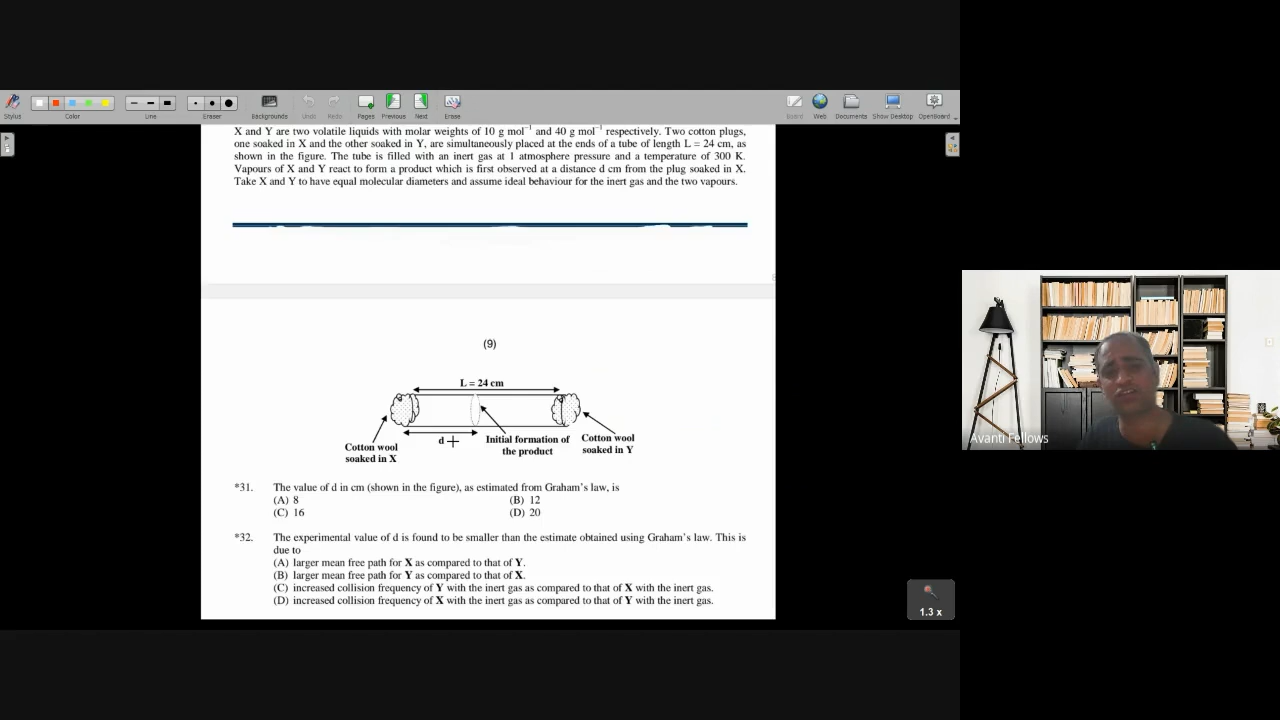 Stylus
Color
Line
Eraser
Backgrounds
Undo
Redo
Pages
Previous
Next
Erase
Board
Web
Documents
Show Desktop
OpenBoard
X and Y are two volatile liquids with molar weights of 10 g mol⁻¹ and 40 g mol⁻¹ respectively. Two cotton plugs,
one soaked in X and the other soaked in Y, are simultaneously placed at the ends of a tube of length L = 24 cm, as
shown in the figure. The tube is filled with an inert gas at 1 atmosphere pressure and a temperature of 300 K.
Vapours of X and Y react to form a product which is first observed at a distance d cm from the plug soaked in X.
Take X and Y to have equal molecular diameters and assume ideal behaviour for the inert gas and the two vapours.
(9)
L = 24 cm
d
Initial formation of
the product
Cotton wool
soaked in X
Cotton wool
soaked in Y
*31. The value of d in cm (shown in the figure), as estimated from Graham's law, is
(A) 8 (B) 12
(C) 16 (D) 20
*32. The experimental value of d is found to be smaller than the estimate obtained using Graham's law. This is
due to
(A) larger mean free path for X as compared to that of Y.
(B) larger mean free path for Y as compared to that of X.
(C) increased collision frequency of Y with the inert gas as compared to that of X with the inert gas.
(D) increased collision frequency of X with the inert gas as compared to that of Y with the inert gas.
1.3 x
Avanti Fellows